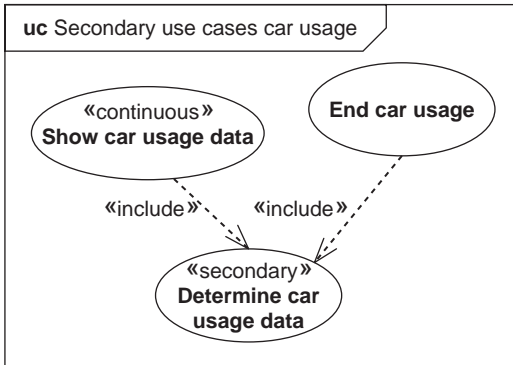 uc Secondary use cases car usage
«continuous»
Show car usage data
End car usage
«include»
«include»
«secondary»
Determine car
usage data